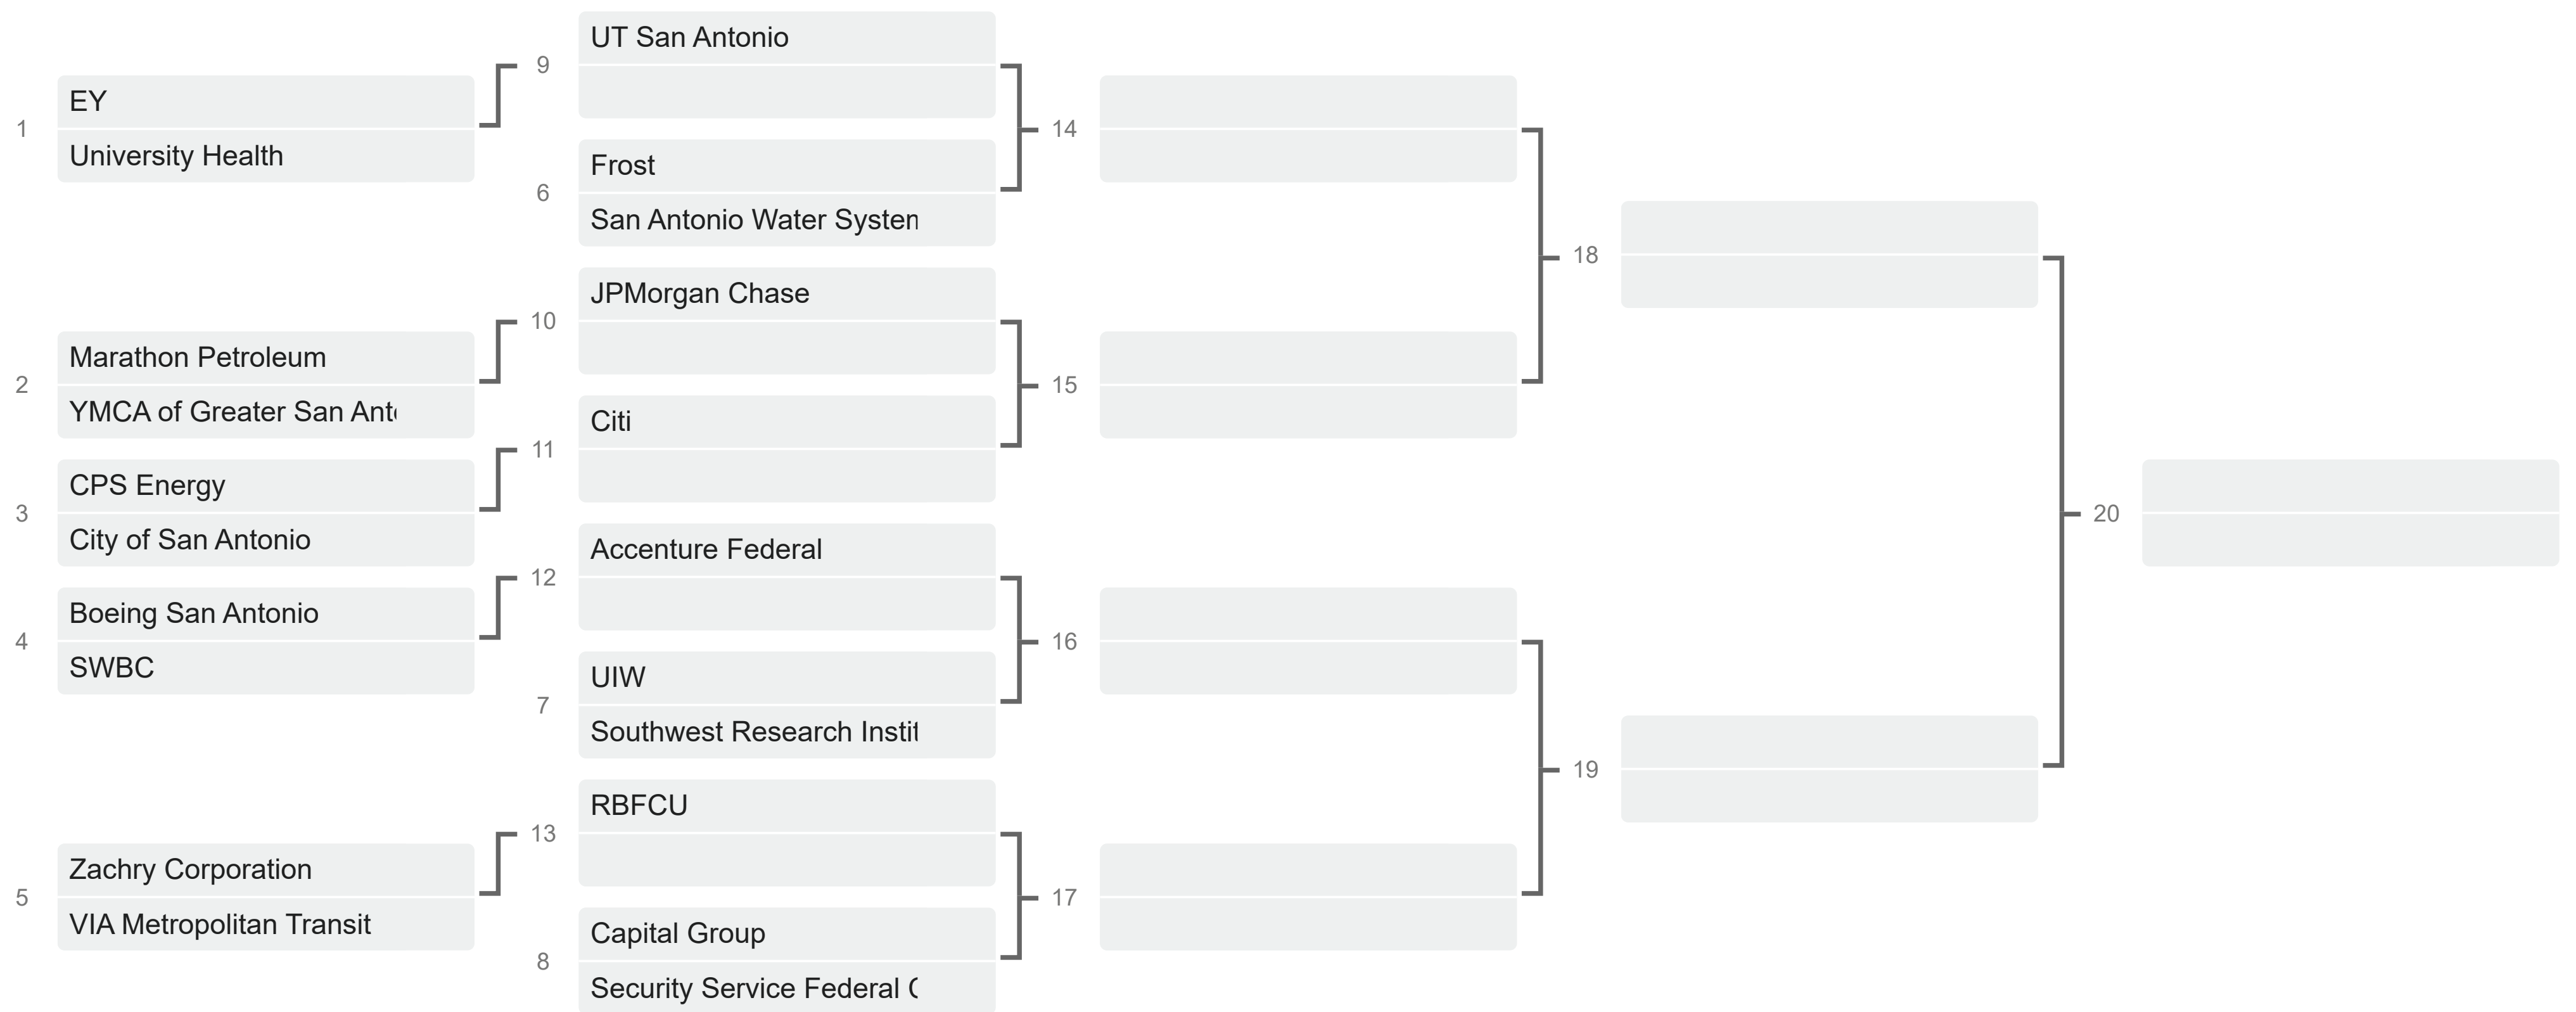 1
EY
University Health
2
Marathon Petroleum
YMCA of Greater San
3
CPS Energy
City of San Antonio
4
Boeing San Antonio
SWBC
5
Zachry Corporation
VIA Metropolitan Transit
9
UT San Antonio
6
Frost
San Antonio Water
10
JPMorgan Chase
11
Citi
12
Accenture Federal
7
UIW
Southwest Research
13
RBFCU
8
Capital Group
Security Service Federal
14
15
16
17
18
19
20